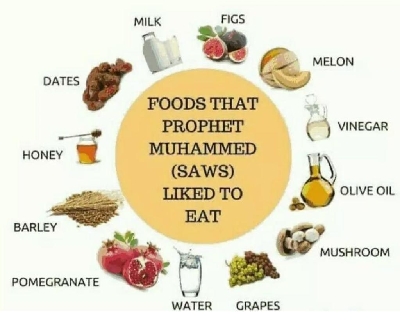 FOODS THAT
PROPHET
MUHAMMED
(SAWS)
LIKED TO
EAT
MILK
FIGS
MELON
VINEGAR
OLIVE OIL
MUSHROOM
GRAPES
WATER
POMEGRANATE
BARLEY
HONEY
DATES